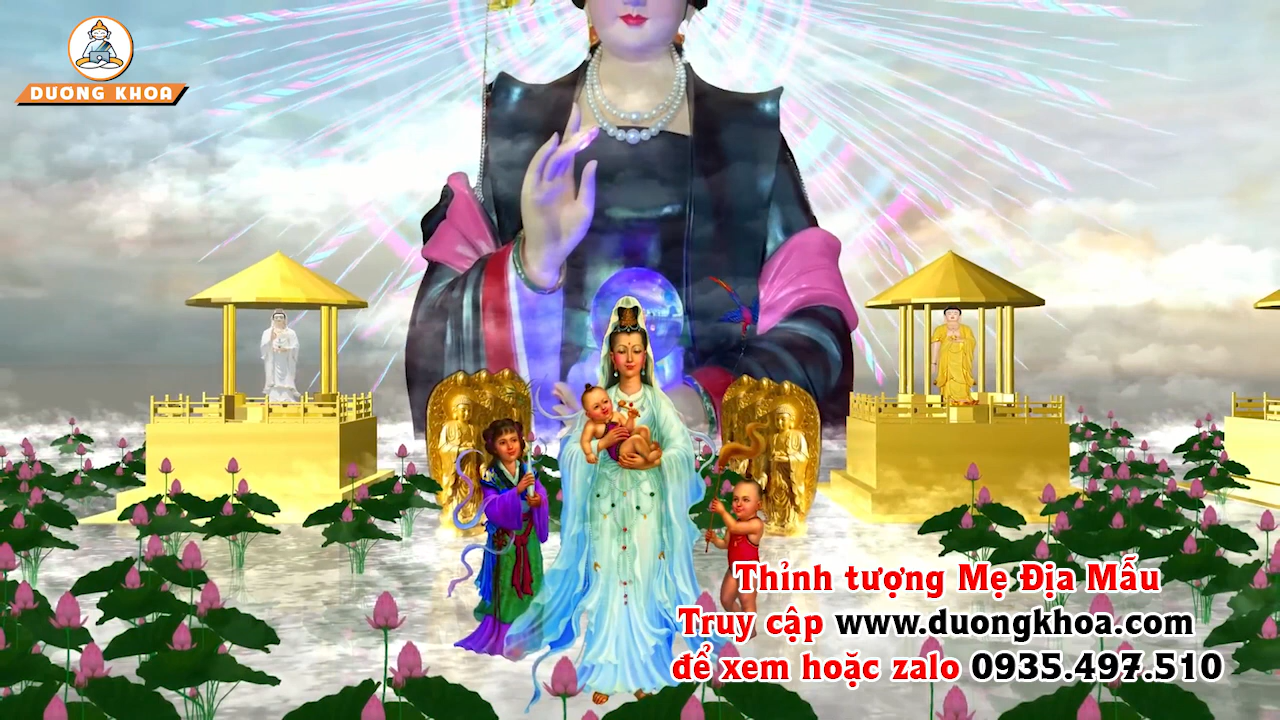 DUONG KHOA
Thỉnh tượng Mẹ Địa Mẫu
Truy cập www.duongkhoa.com
để xem hoặc zalo 0935.497.510